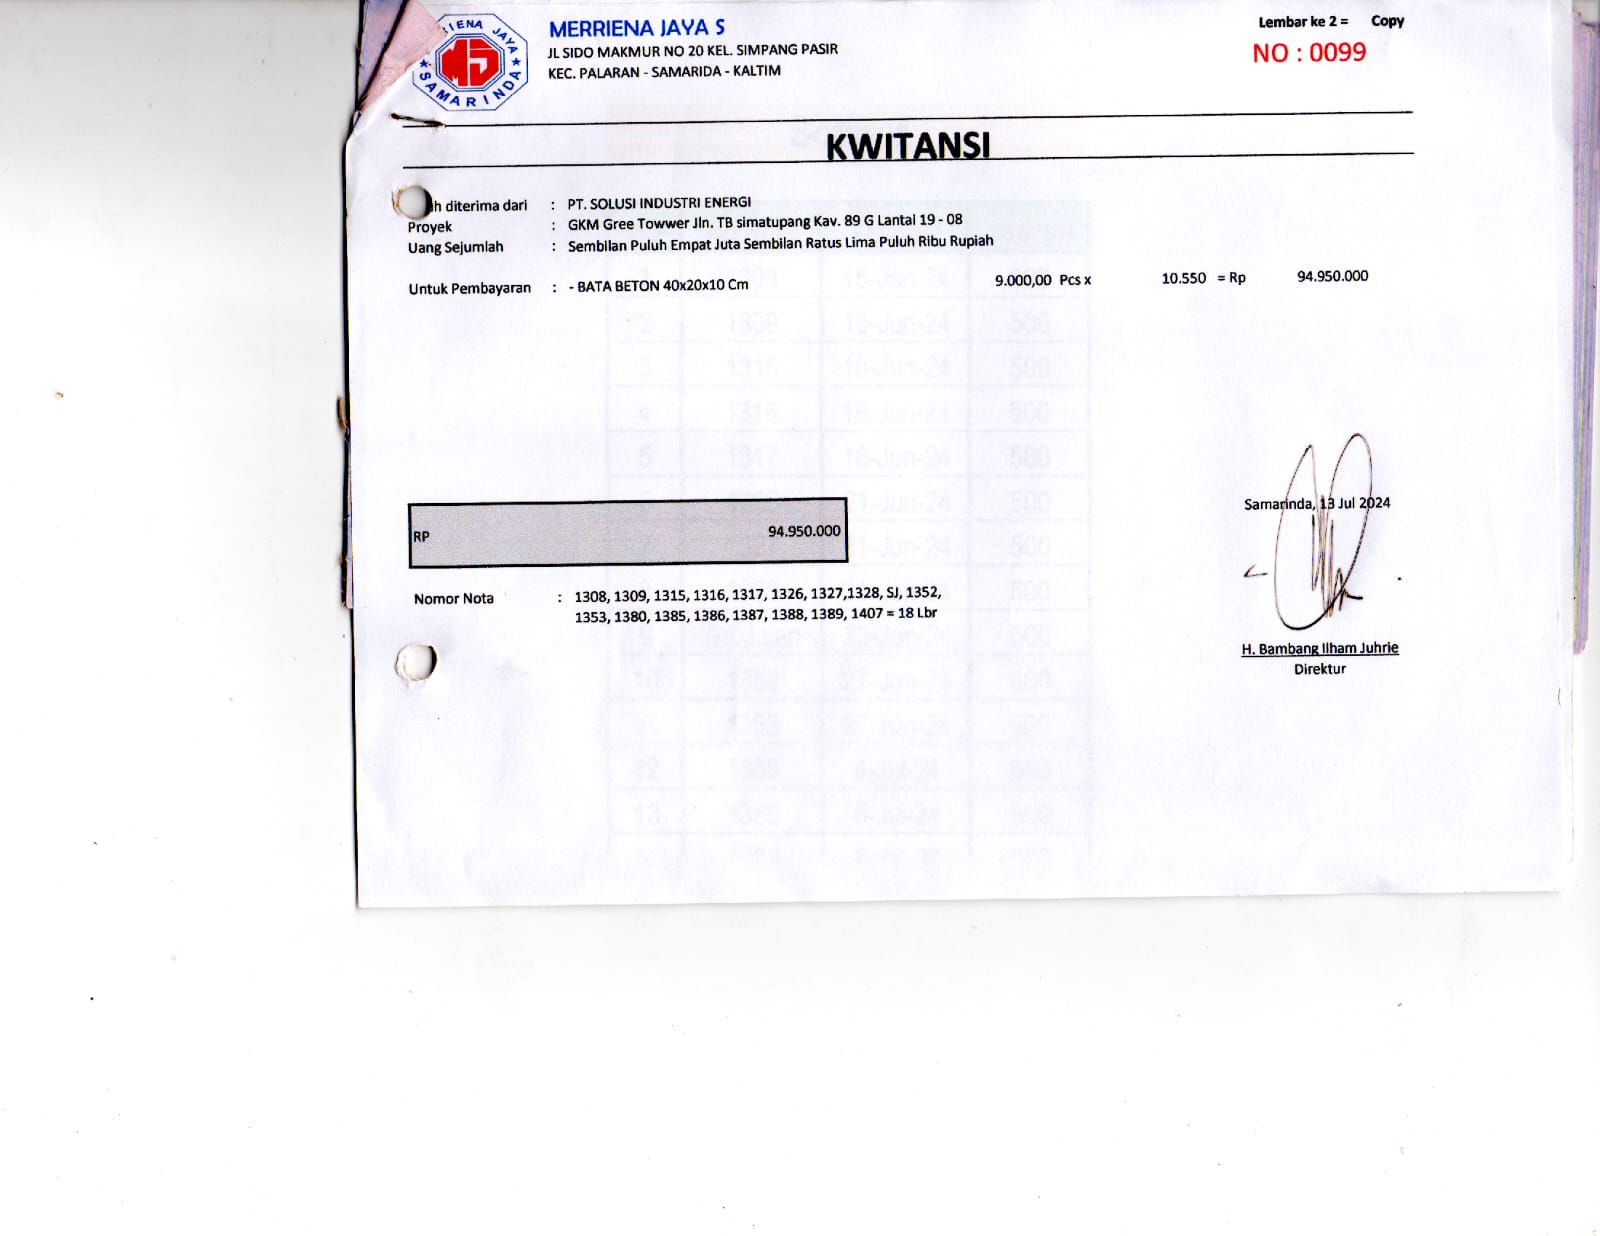 MERRIENA JAYA S
JL SIDO MAKMUR NO 20 KEL. SIMPANG PASIR
KEC. PALARAN - SAMARIDA - KALTIM
Lembar ke 2 = Copy
NO : 0099
IENA JAYA
MJS
★ SAMARINDA ★
KWITANSI
h diterima dari : PT. SOLUSI INDUSTRI ENERGI
Proyek : GKM Gree Towwer Jln. TB simatupang Kav. 89 G Lantal 19 - 08
Uang Sejumlah : Sembilan Puluh Empat Juta Sembilan Ratus Lima Puluh Ribu Rupiah
Untuk Pembayaran : - BATA BETON 40x20x10 Cm 9.000,00 Pcs x 10.550 = Rp 94.950.000
Samarinda, 13 Jul 2024
RP 94.950.000
Nomor Nota : 1308, 1309, 1315, 1316, 1317, 1326, 1327,1328, SJ, 1352,
1353, 1380, 1385, 1386, 1387, 1388, 1389, 1407 = 18 Lbr
H. Bambang Ilham Juhrie
Direktur